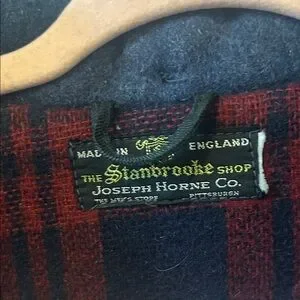 MADE IN ENGLAND
THE Stanbrooke SHOP
JOSEPH HORNE CO.
THE MEN'S STORE PITTSBURGH